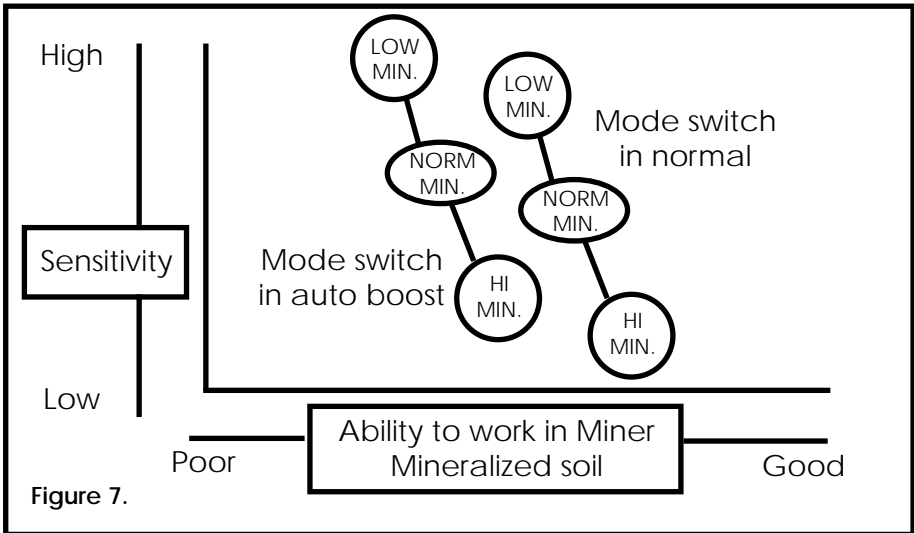 High
LOW
MIN.
LOW
MIN.
Mode switch
in normal
NORM
MIN.
NORM
MIN.
Sensitivity
Mode switch
in auto boost
HI
MIN.
HI
MIN.
Low
Ability to work in Miner
Mineralized soil
Poor
Good
Figure 7.